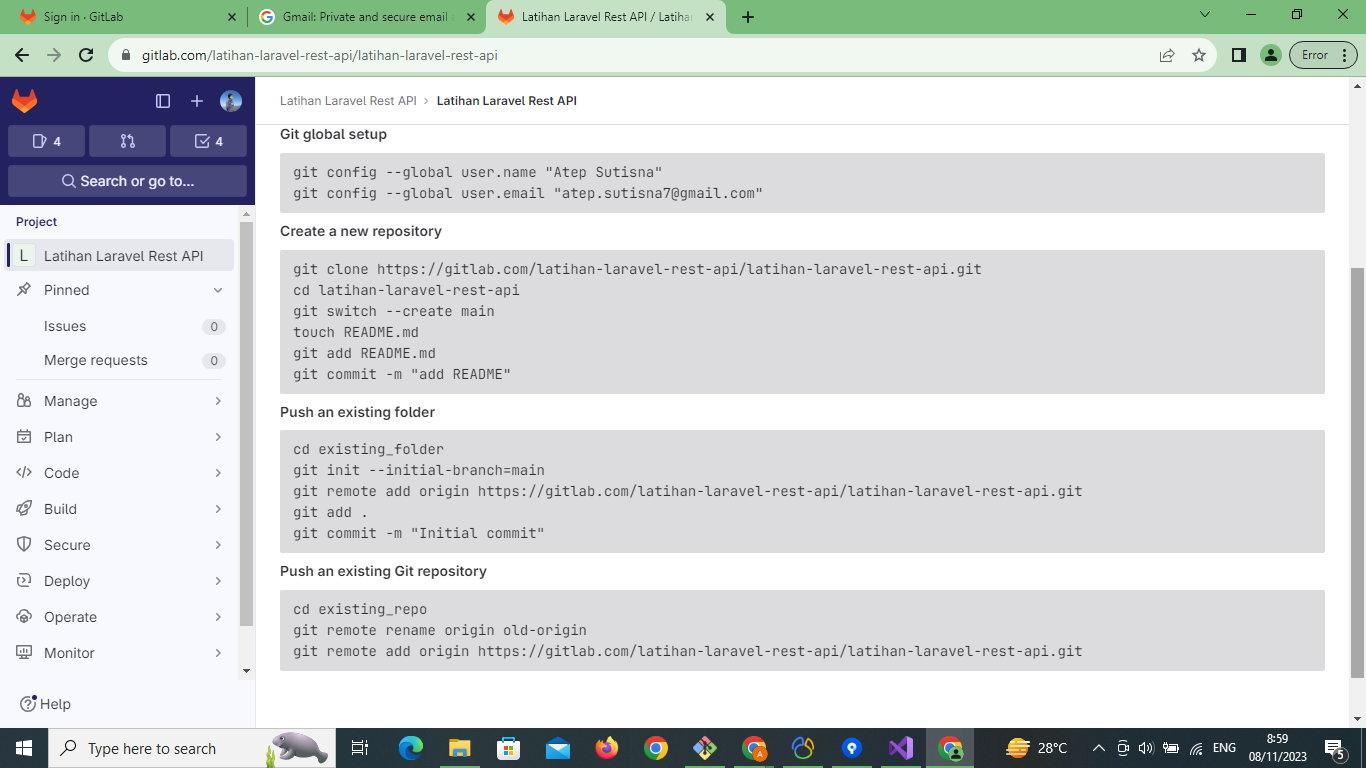 Sign in · GitLab
Gmail: Private and secure email
Latihan Laravel Rest API / Latihan
gitlab.com/latihan-laravel-rest-api/latihan-laravel-rest-api
Error
4
4
Search or go to...
Project
L Latihan Laravel Rest API
Pinned
Issues 0
Merge requests 0
Manage
Plan
Code
Build
Secure
Deploy
Operate
Monitor
Help
Latihan Laravel Rest API › Latihan Laravel Rest API
Git global setup
git config --global user.name "Atep Sutisna"
git config --global user.email "atep.sutisna7@gmail.com"
Create a new repository
git clone https://gitlab.com/latihan-laravel-rest-api/latihan-laravel-rest-api.git
cd latihan-laravel-rest-api
git switch --create main
touch README.md
git add README.md
git commit -m "add README"
Push an existing folder
cd existing_folder
git init --initial-branch=main
git remote add origin https://gitlab.com/latihan-laravel-rest-api/latihan-laravel-rest-api.git
git add .
git commit -m "Initial commit"
Push an existing Git repository
cd existing_repo
git remote rename origin old-origin
git remote add origin https://gitlab.com/latihan-laravel-rest-api/latihan-laravel-rest-api.git
Type here to search
A
28°C
ENG
8:59
08/11/2023
5